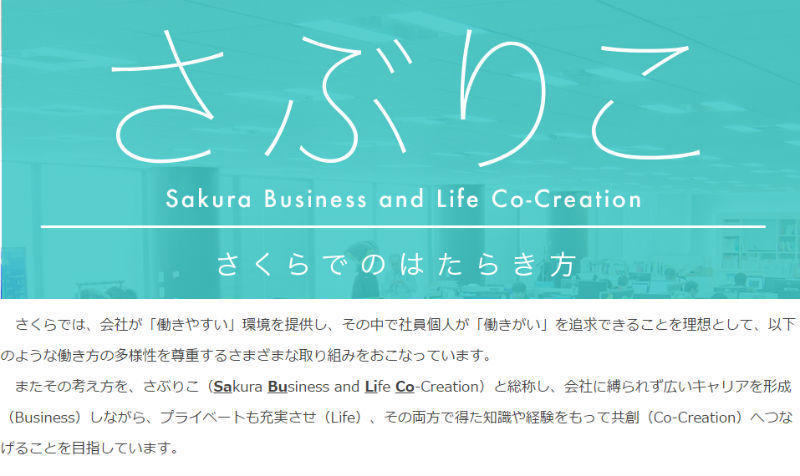 さぶりこ
Sakura Business and Life Co-Creation
さくらでのはたらき方
さくらでは、会社が「働きやすい」環境を提供し、その中で社員個人が「働きがい」を追求できることを理想として、以下
のような働き方の多様性を尊重するさまざまな取り組みをおこなっています。
またその考え方を、さぶりこ（Sakura Business and Life Co-Creation）と総称し、会社に縛られず広いキャリアを形成
（Business）しながら、プライベートも充実させ（Life）、その両方で得た知識や経験をもって共創（Co-Creation）へつな
げることを目指しています。